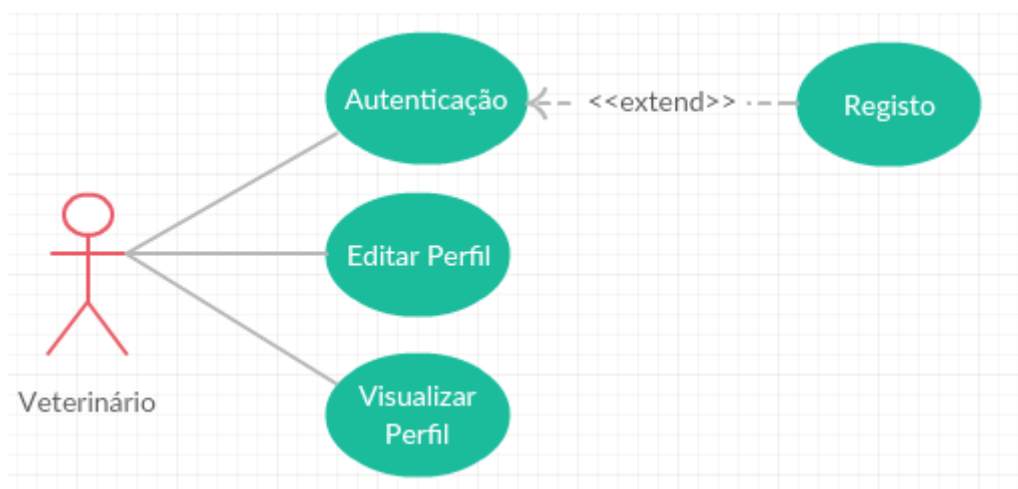 Autenticação
<<extend>>
Registo
Editar Perfil
Visualizar
Perfil
Veterinário